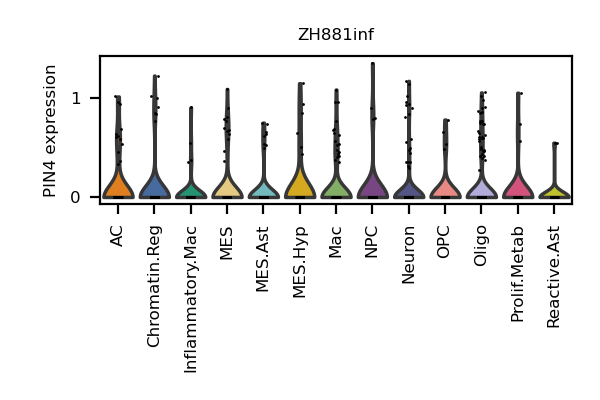 ZH881inf
PIN4 expression
1
0
AC
Chromatin.Reg
Inflammatory.Mac
MES
MES.Ast
MES.Hyp
Mac
NPC
Neuron
OPC
Oligo
Prolif.Metab
Reactive.Ast